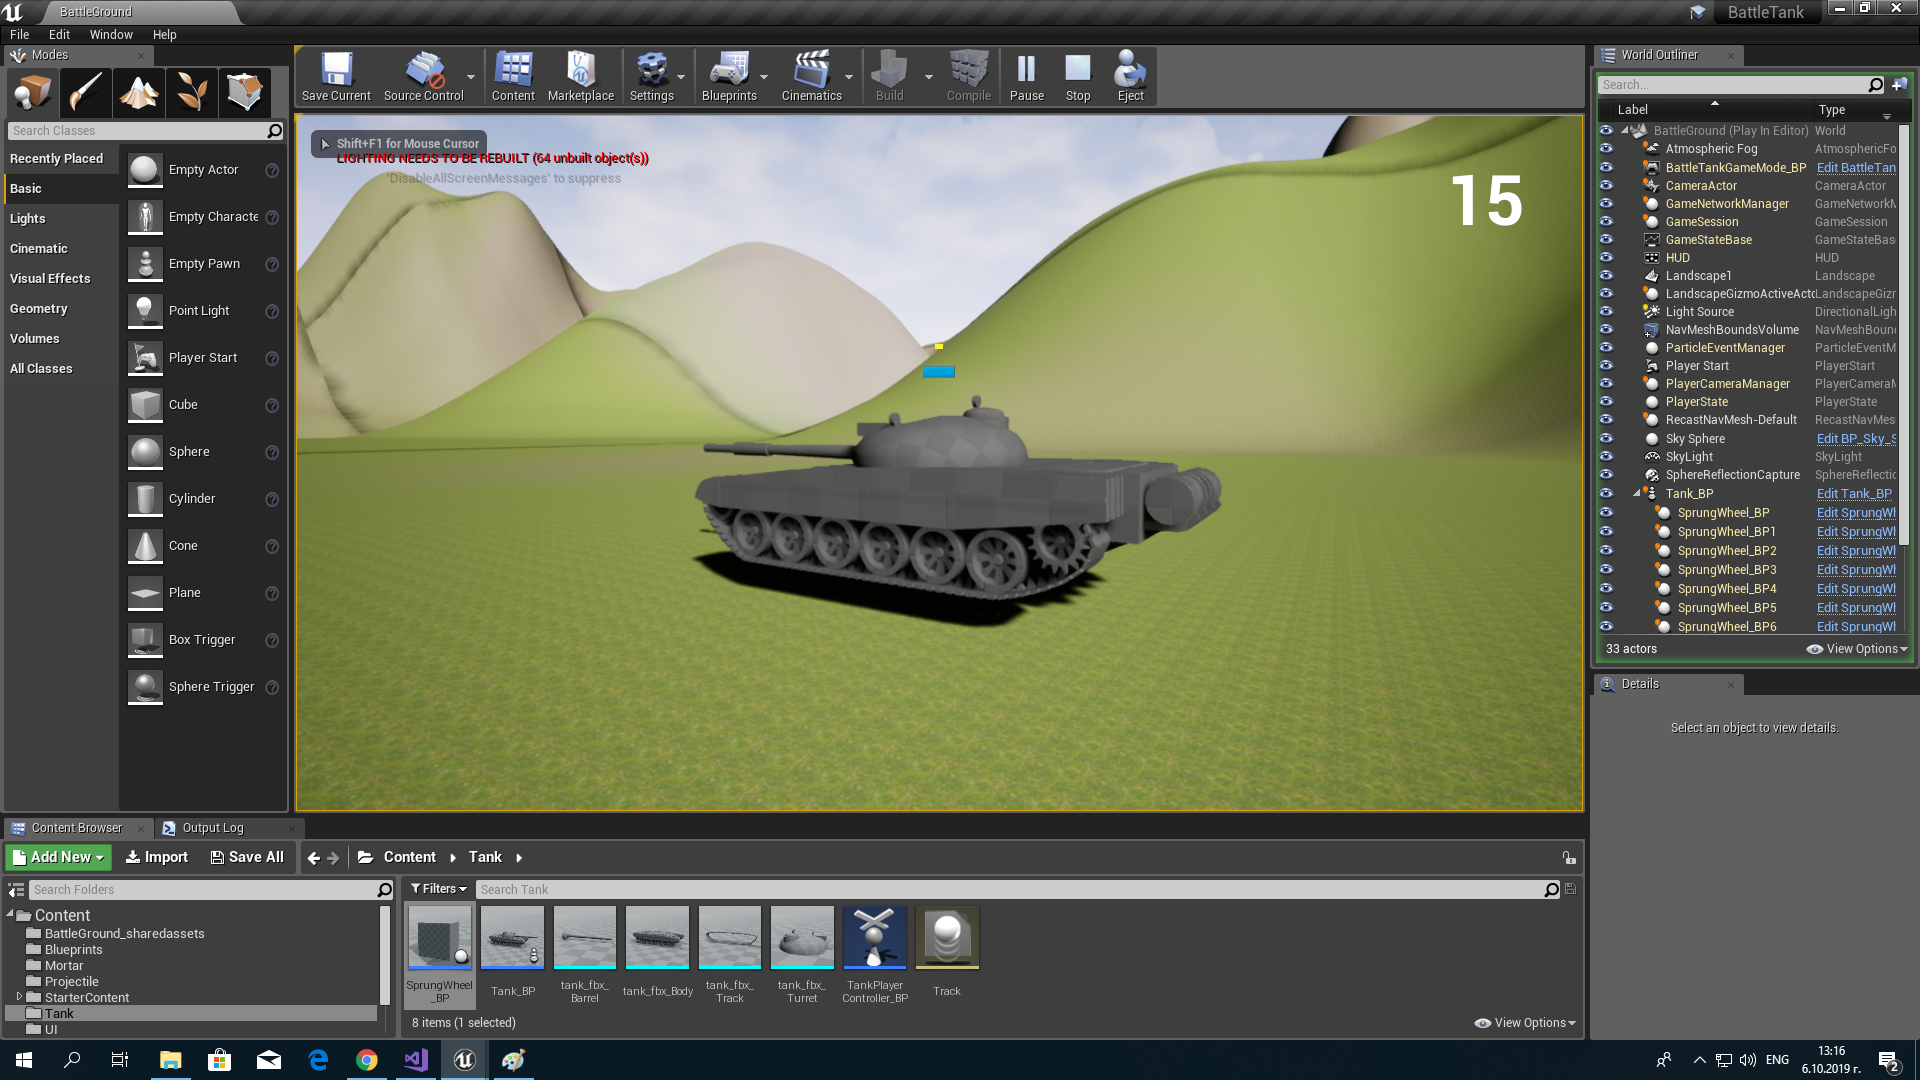 BattleGround
BattleTank
File Edit Window Help
Modes
Search Classes
Recently Placed
Basic
Lights
Cinematic
Visual Effects
Geometry
Volumes
All Classes
Empty Actor
Empty Characte
Empty Pawn
Point Light
Player Start
Cube
Sphere
Cylinder
Cone
Plane
Box Trigger
Sphere Trigger
Save Current Source Control Content Marketplace Settings Blueprints Cinematics Build Compile Pause Stop Eject
Shift+F1 for Mouse Cursor
LIGHTING NEEDS TO BE REBUILT (64 unbuilt object(s))
'DisableAllScreenMessages' to suppress
15
World Outliner
Search...
Label Type
BattleGround (Play In Editor) World
Atmospheric Fog AtmosphericFo
BattleTankGameMode_BP Edit BattleTan
CameraActor CameraActor
GameNetworkManager GameNetworkM
GameSession GameSession
GameStateBase GameStateBas
HUD HUD
Landscape1 Landscape
LandscapeGizmoActiveActo LandscapeGizr
Light Source DirectionalLigh
NavMeshBoundsVolume NavMeshBoun
ParticleEventManager ParticleEventM
Player Start PlayerStart
PlayerCameraManager PlayerCameraM
PlayerState PlayerState
RecastNavMesh-Default RecastNavMes
Sky Sphere Edit BP_Sky_S
SkyLight SkyLight
SphereReflectionCapture SphereReflectic
Tank_BP Edit Tank_BP
SprungWheel_BP Edit SprungWh
SprungWheel_BP1 Edit SprungWh
SprungWheel_BP2 Edit SprungWh
SprungWheel_BP3 Edit SprungWh
SprungWheel_BP4 Edit SprungWh
SprungWheel_BP5 Edit SprungWh
SprungWheel_BP6 Edit SprungWh
33 actors View Options
Details
Select an object to view details.
Content Browser Output Log
Add New Import Save All Content Tank
Search Folders
Content
BattleGround_sharedassets
Blueprints
Mortar
Projectile
StarterContent
Tank
UI
Filters Search Tank
SprungWheel
_BP
Tank_BP
tank_fbx_
Barrel
tank_fbx_Body
tank_fbx_
Track
tank_fbx_
Turret
TankPlayer
Controller_BP
Track
8 items (1 selected) View Options
ENG
13:16
6.10.2019 г.
2